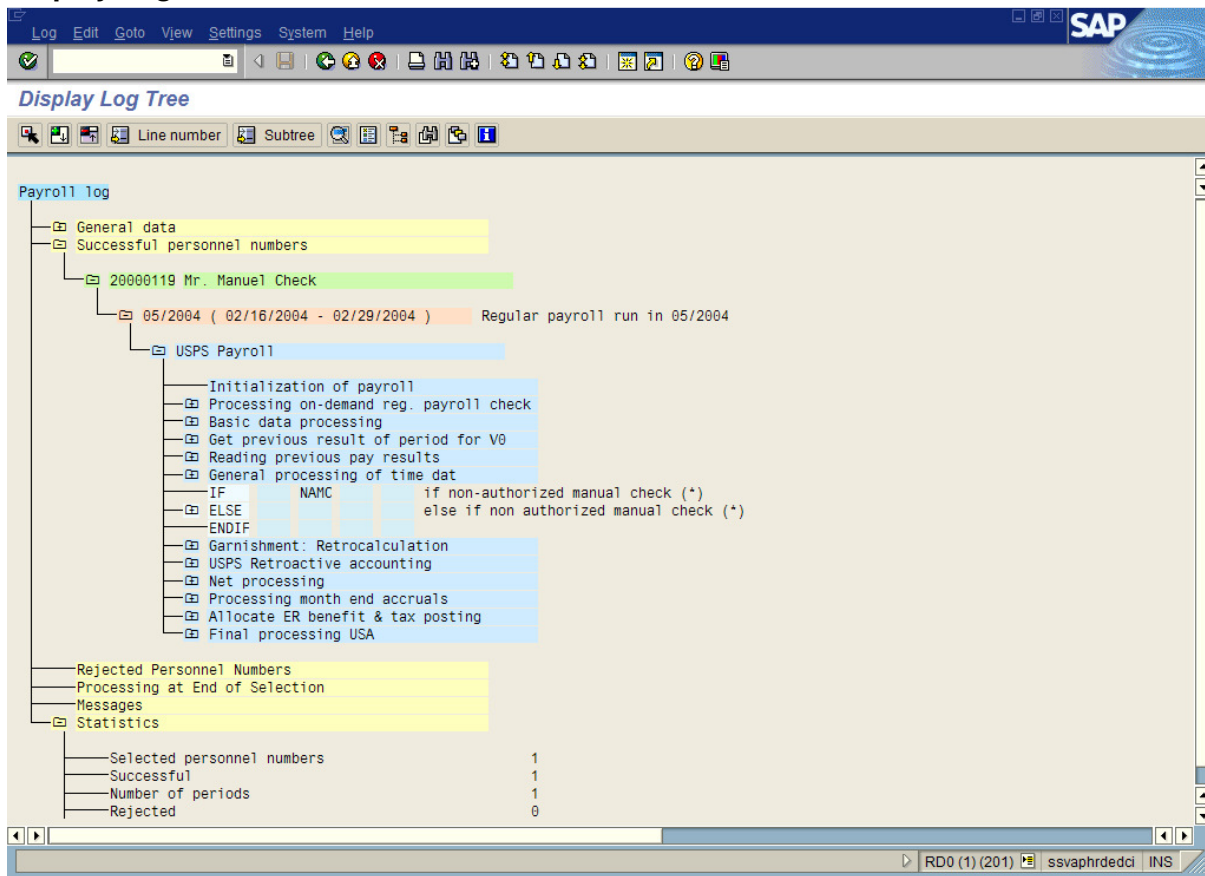 Log Edit Goto View Settings System Help
SAP
Display Log Tree
Line number Subtree
Payroll log
General data
Successful personnel numbers
20000119 Mr. Manuel Check
05/2004 ( 02/16/2004 - 02/29/2004 ) Regular payroll run in 05/2004
USPS Payroll
Initialization of payroll
Processing on-demand reg. payroll check
Basic data processing
Get previous result of period for V0
Reading previous pay results
General processing of time dat
IF NAMC if non-authorized manual check (*)
ELSE else if non authorized manual check (*)
ENDIF
Garnishment: Retrocalculation
USPS Retroactive accounting
Net processing
Processing month end accruals
Allocate ER benefit & tax posting
Final processing USA
Rejected Personnel Numbers
Processing at End of Selection
Messages
Statistics
Selected personnel numbers 1
Successful 1
Number of periods 1
Rejected 0
RD0 (1) (201) ssvaphrdedci INS